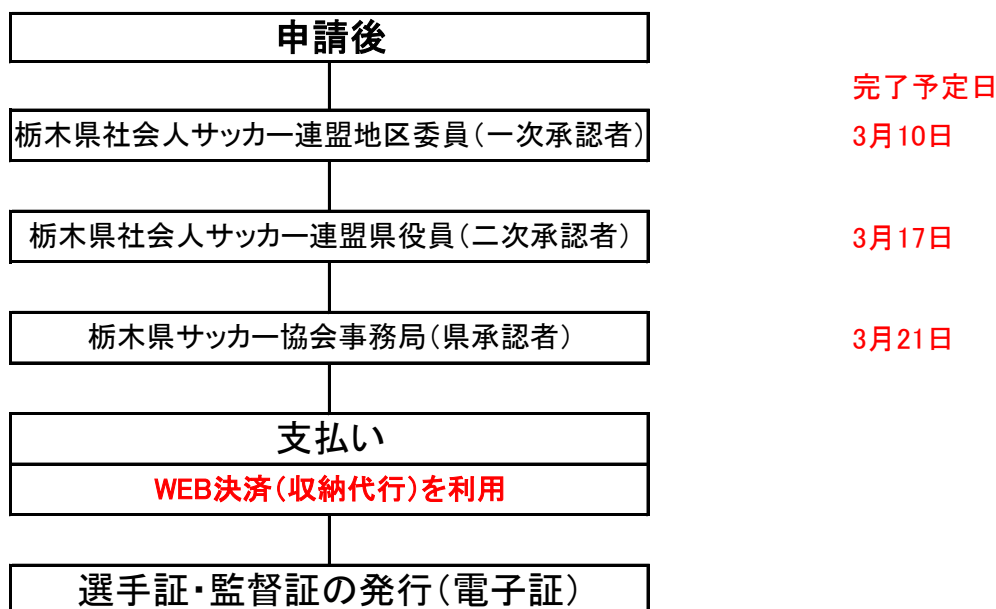 申請後
完了予定日
栃木県社会人サッカー連盟地区委員（一次承認者） 3月10日
栃木県社会人サッカー連盟県役員（二次承認者） 3月17日
栃木県サッカー協会事務局（県承認者） 3月21日
支払い
WEB決済（収納代行）を利用
選手証・監督証の発行（電子証）